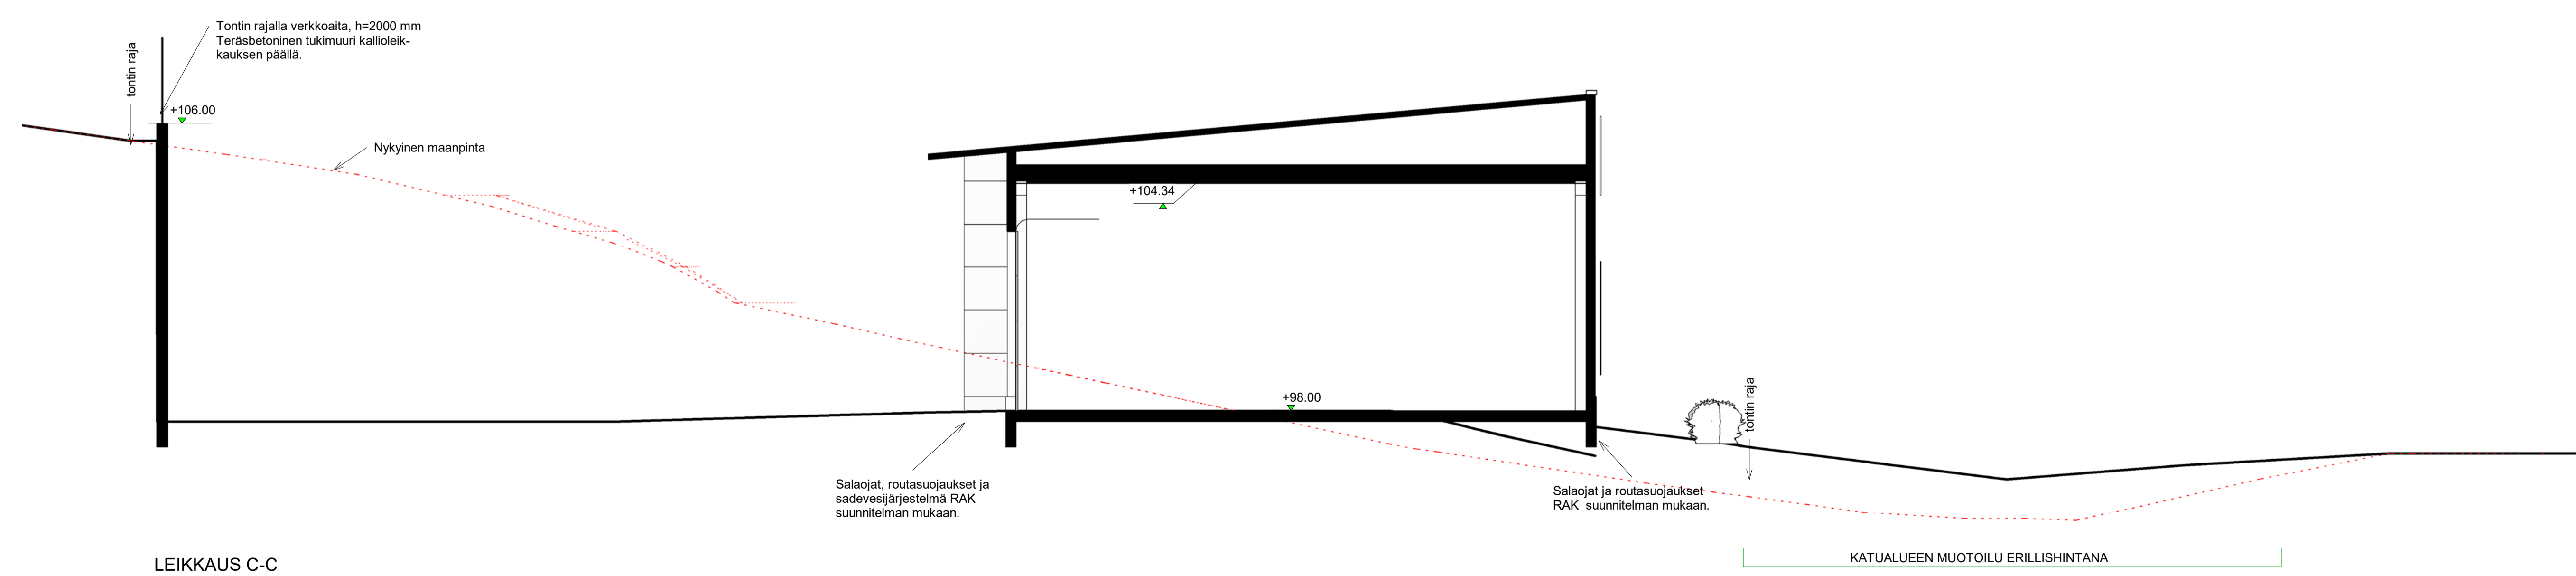 Tontin rajalla verkkoaita, h=2000 mm
Teräsbetoninen tukimuuri kallioleik-
kauksen päällä.
tontin raja
+106.00
Nykyinen maanpinta
+104.34
+98.00
tontin raja
Salaojat, routasuojaukset ja
sadevesijärjestelmä RAK
suunnitelman mukaan.
Salaojat ja routasuojaukset
RAK suunnitelman mukaan.
LEIKKAUS C-C
KATUALUEEN MUOTOILU ERILLISHINTANA